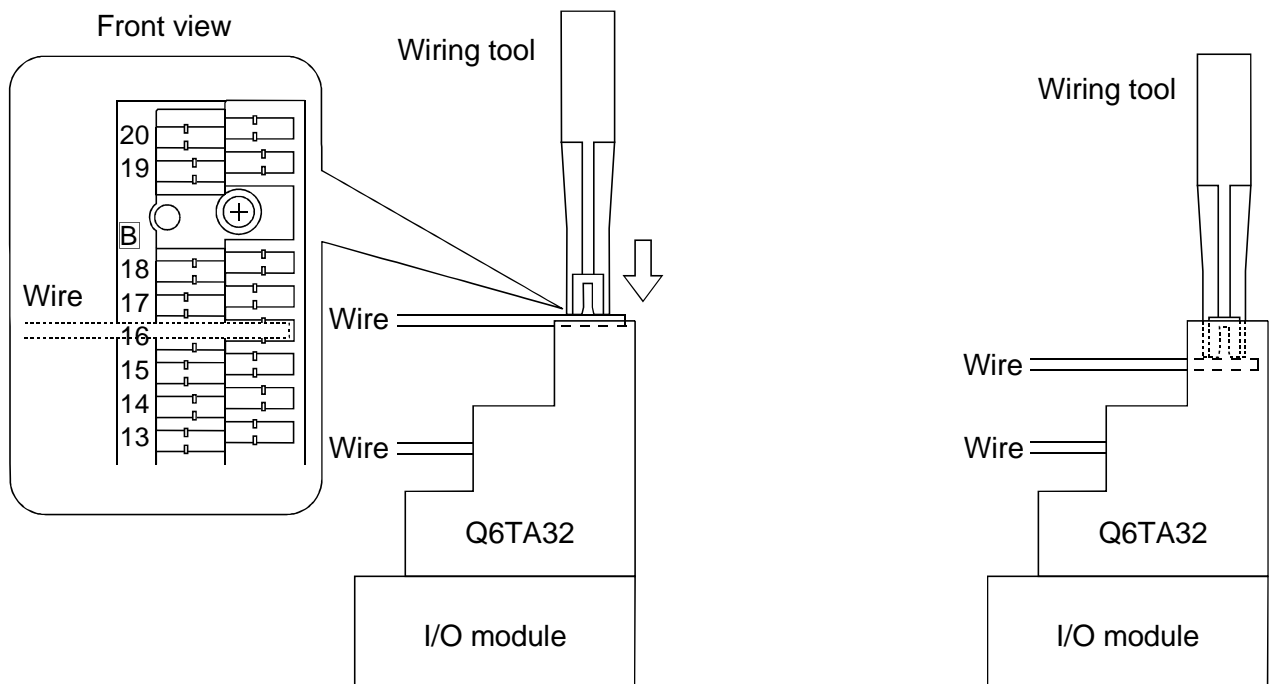 Front view
Wiring tool
20
19
B
18
17
Wire
16
15
14
13
Wire
Wire
Q6TA32
I/O module
Wiring tool
Wire
Wire
Q6TA32
I/O module